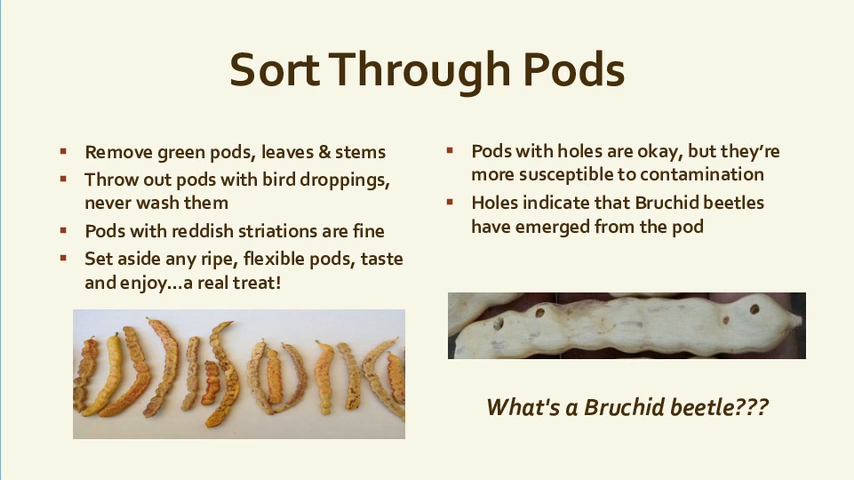 Sort Through Pods
▪ Remove green pods, leaves & stems
▪ Throw out pods with bird droppings,
never wash them
▪ Pods with reddish striations are fine
▪ Set aside any ripe, flexible pods, taste
and enjoy...a real treat!
▪ Pods with holes are okay, but they're
more susceptible to contamination
▪ Holes indicate that Bruchid beetles
have emerged from the pod
What's a Bruchid beetle???